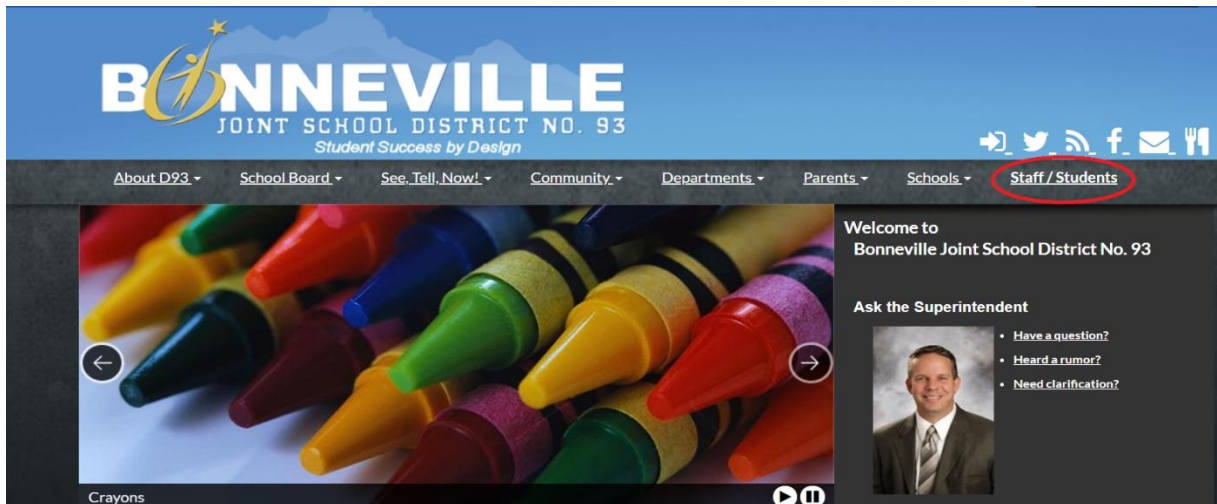 BONNEVILLE
JOINT SCHOOL DISTRICT NO. 93
Student Success by Design
About D93
School Board
See, Tell, Now!
Community
Departments
Parents
Schools
Staff / Students
Welcome to
Bonneville Joint School District No. 93
Ask the Superintendent
Have a question?
Heard a rumor?
Need clarification?
Crayons